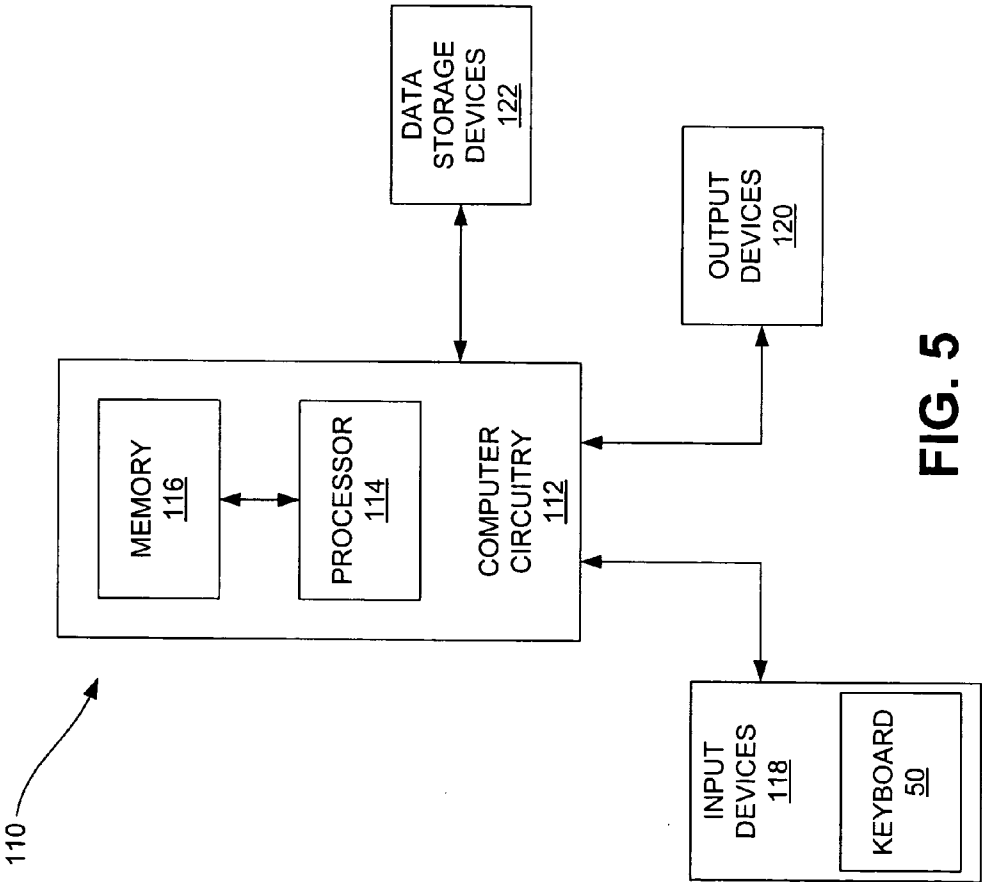 110
MEMORY
116
PROCESSOR
114
COMPUTER
CIRCUITRY
112
DATA
STORAGE
DEVICES
122
INPUT
DEVICES
118
KEYBOARD
50
OUTPUT
DEVICES
120
FIG. 5